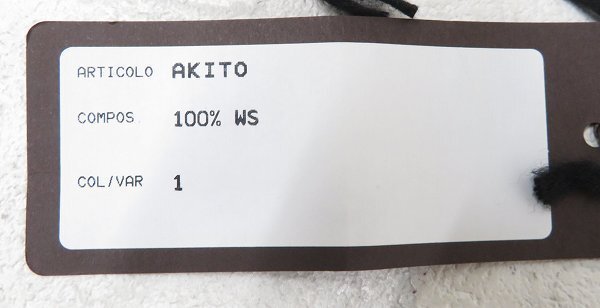 ARTICOLO AKITO
COMPOS 100% WS
COL/VAR 1